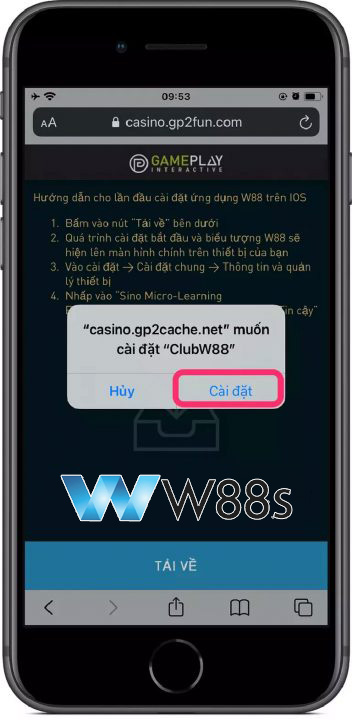 09:53
AA
casino.gp2fun.com
GAMEPLAY
INTERACTIVE
Hướng dẫn cho lần đầu cài đặt ứng dụng W88 trên IOS
1. Bấm vào nút "Tải về" bên dưới
2. Quá trình cài đặt bắt đầu và biểu tượng W88 sẽ
hiện lên màn hình chính trên thiết bị của bạn
3. Vào cài đặt → Cài đặt chung → Thông tin và quản
lý thiết bị
4. Nhấp vào "Sino Micro-Learning
Tin cậy"
"casino.gp2cache.net" muốn
cài đặt "ClubW88"
Hủy
Cài đặt
W88s
TẢI VỀ